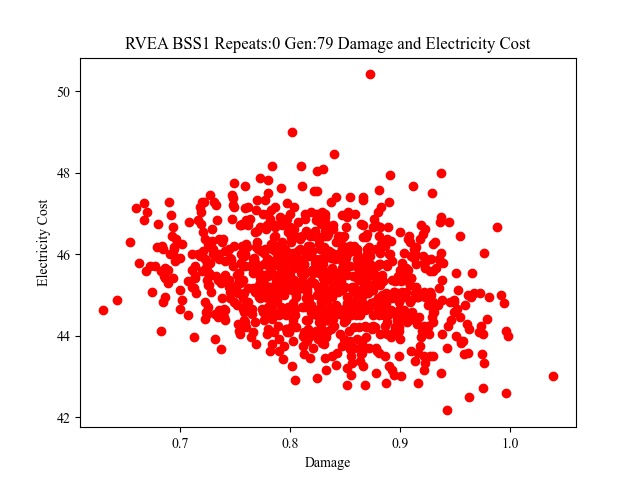 RVEA BSS1 Repeats:0 Gen:79 Damage and Electricity Cost
50
48
46
44
42
Electricity Cost
0.7 0.8 0.9 1.0
Damage